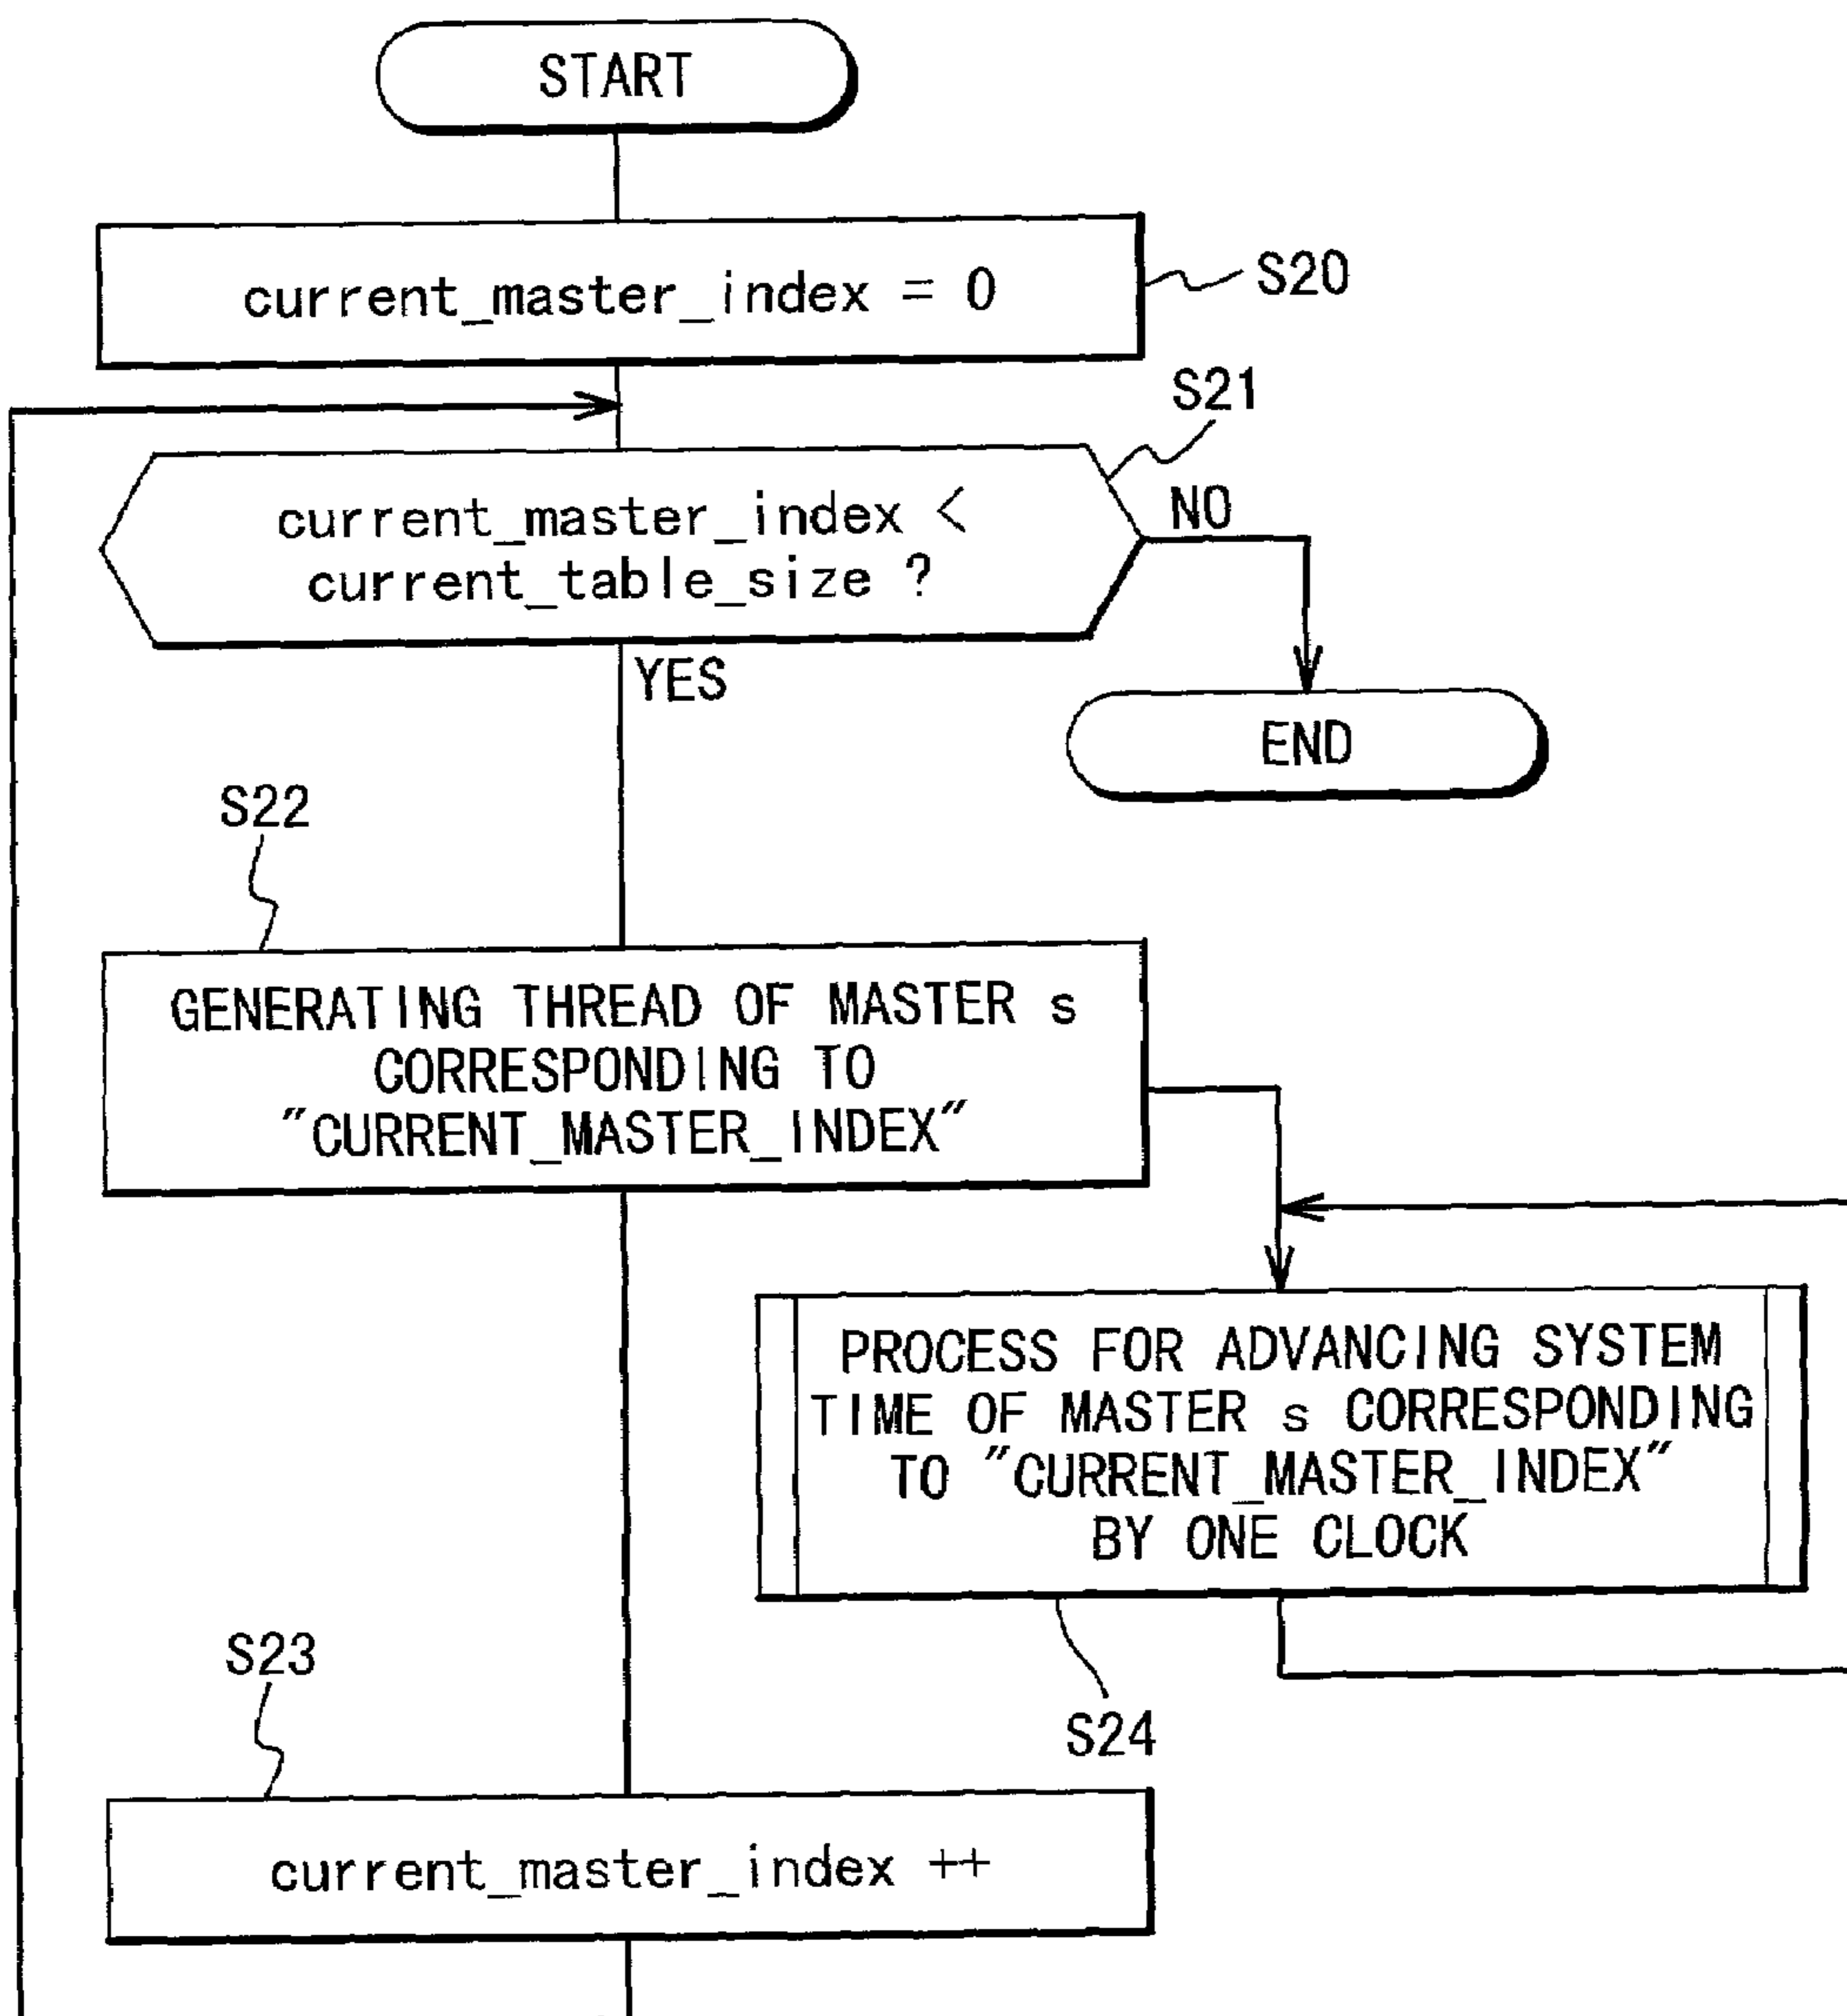 START
current_master_index = 0
S20
S21
current_master_index <
current_table_size ?
NO
YES
END
S22
GENERATING THREAD OF MASTER s
CORRESPONDING TO
"CURRENT_MASTER_INDEX"
PROCESS FOR ADVANCING SYSTEM
TIME OF MASTER s CORRESPONDING
TO "CURRENT_MASTER_INDEX"
BY ONE CLOCK
S23
S24
current_master_index ++